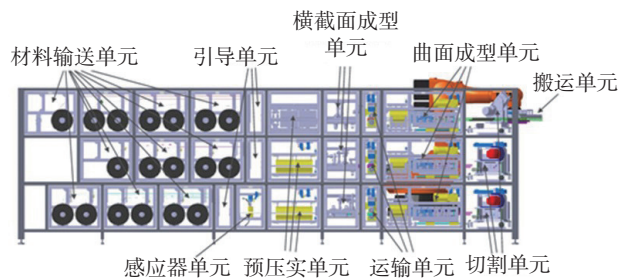 材料输送单元
引导单元
横截面成型
单元
曲面成型单元
搬运单元
感应器单元
预压实单元
运输单元
切割单元